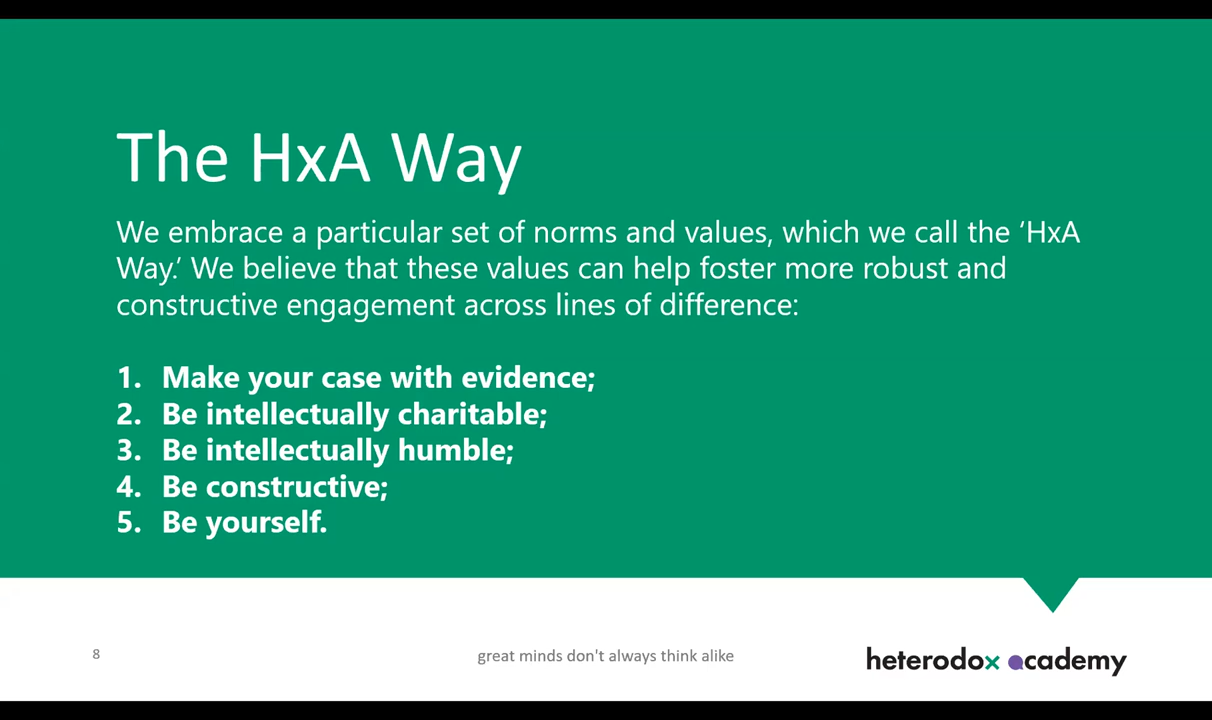 The HxA Way
We embrace a particular set of norms and values, which we call the ‘HxA
Way.’ We believe that these values can help foster more robust and
constructive engagement across lines of difference:
1. Make your case with evidence;
2. Be intellectually charitable;
3. Be intellectually humble;
4. Be constructive;
5. Be yourself.
8
great minds don't always think alike
heterodox academy